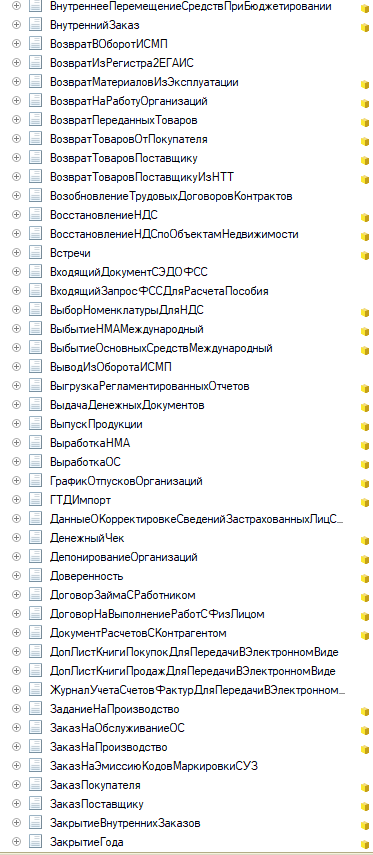 ВнутреннееПеремещениеСредствПриБюджетировании
ВнутреннийЗаказ
ВозвратВОборотИСМП
ВозвратИзРегистра2ЕГАИС
ВозвратМатериаловИзЭксплуатации
ВозвратНаРаботуОрганизаций
ВозвратПереданныхТоваров
ВозвратТоваровОтПокупателя
ВозвратТоваровПоставщику
ВозвратТоваровПоставщикуИзНТТ
ВозобновлениеТрудовыхДоговоровКонтрактов
ВосстановлениеНДС
ВосстановлениеНДСпоОбъектамНедвижимости
Встречи
ВходящийДокументСЭДОФСС
ВходящийЗапросФССДляРасчетаПособия
ВыборНоменклатурыДляНДС
ВыбытиеНМАМеждународный
ВыбытиеОсновныхСредствМеждународный
ВыводИзОборотаИСМП
ВыгрузкаРегламентированныхОтчетов
ВыдачаДенежныхДокументов
ВыпускПродукции
ВыработкаНМА
ВыработкаОС
ГрафикОтпусковОрганизаций
ГТДИмпорт
ДанныеОКорректировкеСведенийЗастрахованныхЛицС...
ДенежныйЧек
ДепонированиеОрганизаций
Доверенность
ДоговорЗаймаСРаботником
ДоговорНаВыполнениеРаботСФизЛицом
ДокументРасчетовСКонтрагентом
ДопЛистКнигиПокупокДляПередачиВЭлектронномВиде
ДопЛистКнигиПродажДляПередачиВЭлектронномВиде
ЖурналУчетаСчетовФактурДляПередачиВЭлектронном...
ЗаданиеНаПроизводство
ЗаказНаОбслуживаниеОС
ЗаказНаПроизводство
ЗаказНаЭмиссиюКодовМаркировкиСУЗ
ЗаказПокупателя
ЗаказПоставщику
ЗакрытиеВнутреннихЗаказов
ЗакрытиеГода